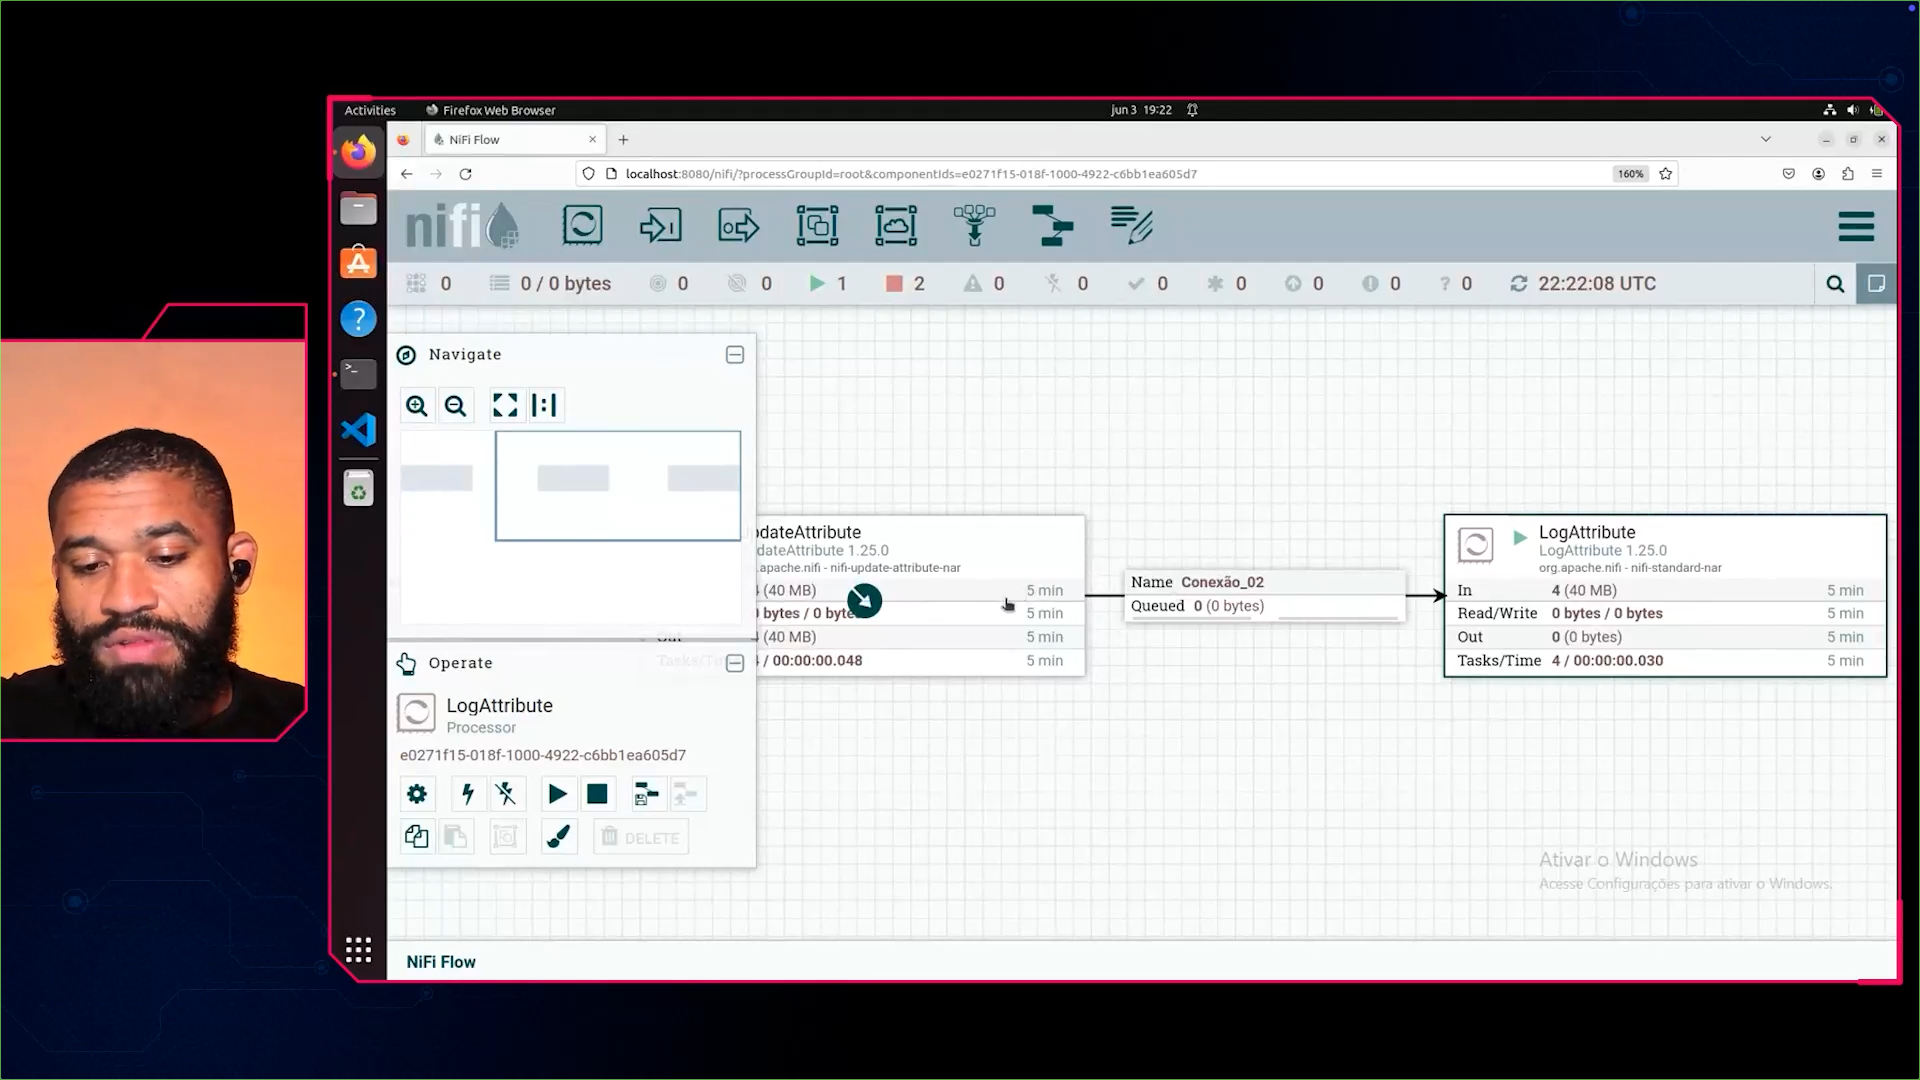 Activities
Firefox Web Browser
jun 3 19:22
NiFi Flow
localhost:8080/nifi/?processGroupId=root&componentIds=e0271f15-018f-1000-4922-c6bb1ea605d7
160%
nifi
0
0 / 0 bytes
0
0
1
2
0
0
0
0
0
0
? 0
22:22:08 UTC
Navigate
pdateAttribute
dateAttribute 1.25.0
.apache.nifi - nifi-update-attribute-nar
(40 MB) 5 min
0 bytes / 0 byte 5 min
Out (40 MB) 5 min
Tasks/Ti / 00:00:00.048 5 min
Name Conexão_02
Queued 0 (0 bytes)
LogAttribute
LogAttribute 1.25.0
org.apache.nifi - nifi-standard-nar
In 4 (40 MB) 5 min
Read/Write 0 bytes / 0 bytes 5 min
Out 0 (0 bytes) 5 min
Tasks/Time 4 / 00:00:00.030 5 min
Operate
LogAttribute
Processor
e0271f15-018f-1000-4922-c6bb1ea605d7
DELETE
Ativar o Windows
Acesse Configurações para ativar o Windows.
NiFi Flow